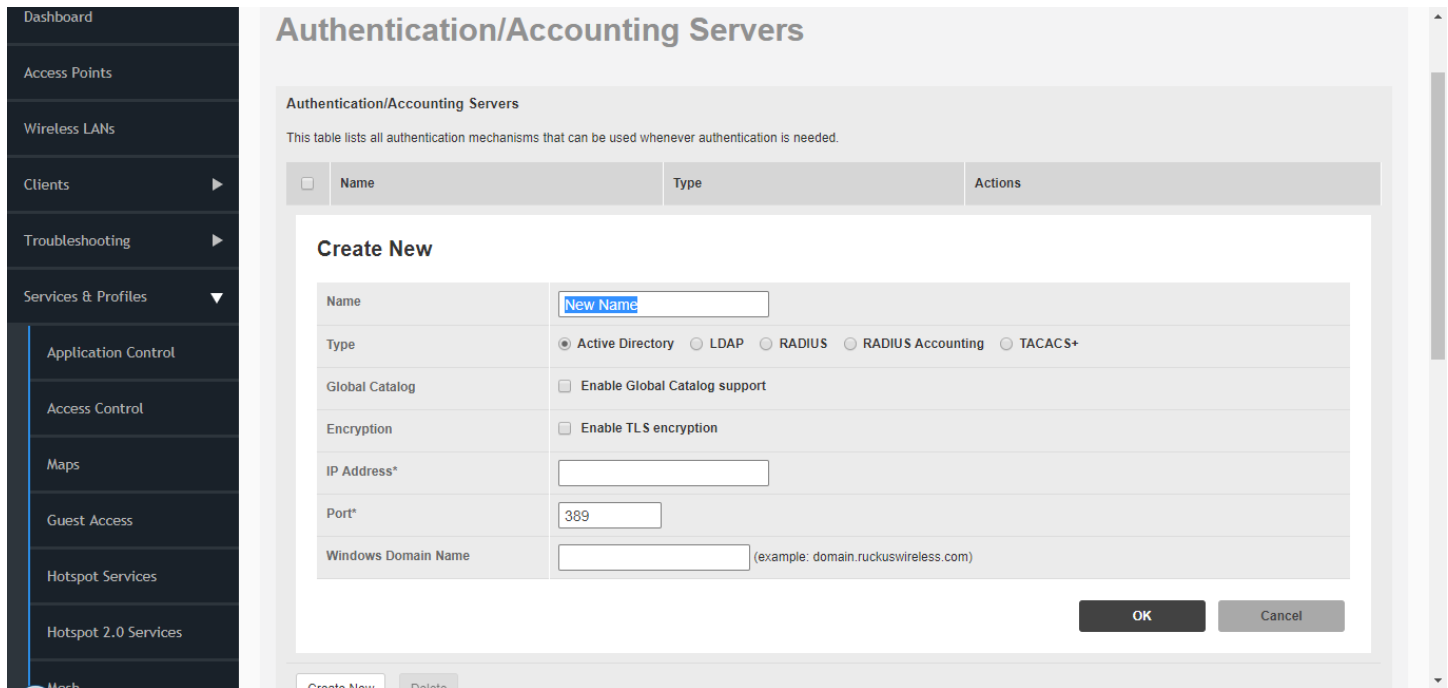 Dashboard
Access Points
Wireless LANs
Clients
Troubleshooting
Services & Profiles
Application Control
Access Control
Maps
Guest Access
Hotspot Services
Hotspot 2.0 Services
Mesh
Authentication/Accounting Servers
Authentication/Accounting Servers
This table lists all authentication mechanisms that can be used whenever authentication is needed.
Name Type Actions
Create New
Name New Name
Type Active Directory LDAP RADIUS RADIUS Accounting TACACS+
Global Catalog Enable Global Catalog support
Encryption Enable TLS encryption
IP Address*
Port* 389
Windows Domain Name (example: domain.ruckuswireless.com)
OK Cancel
Create New Delete